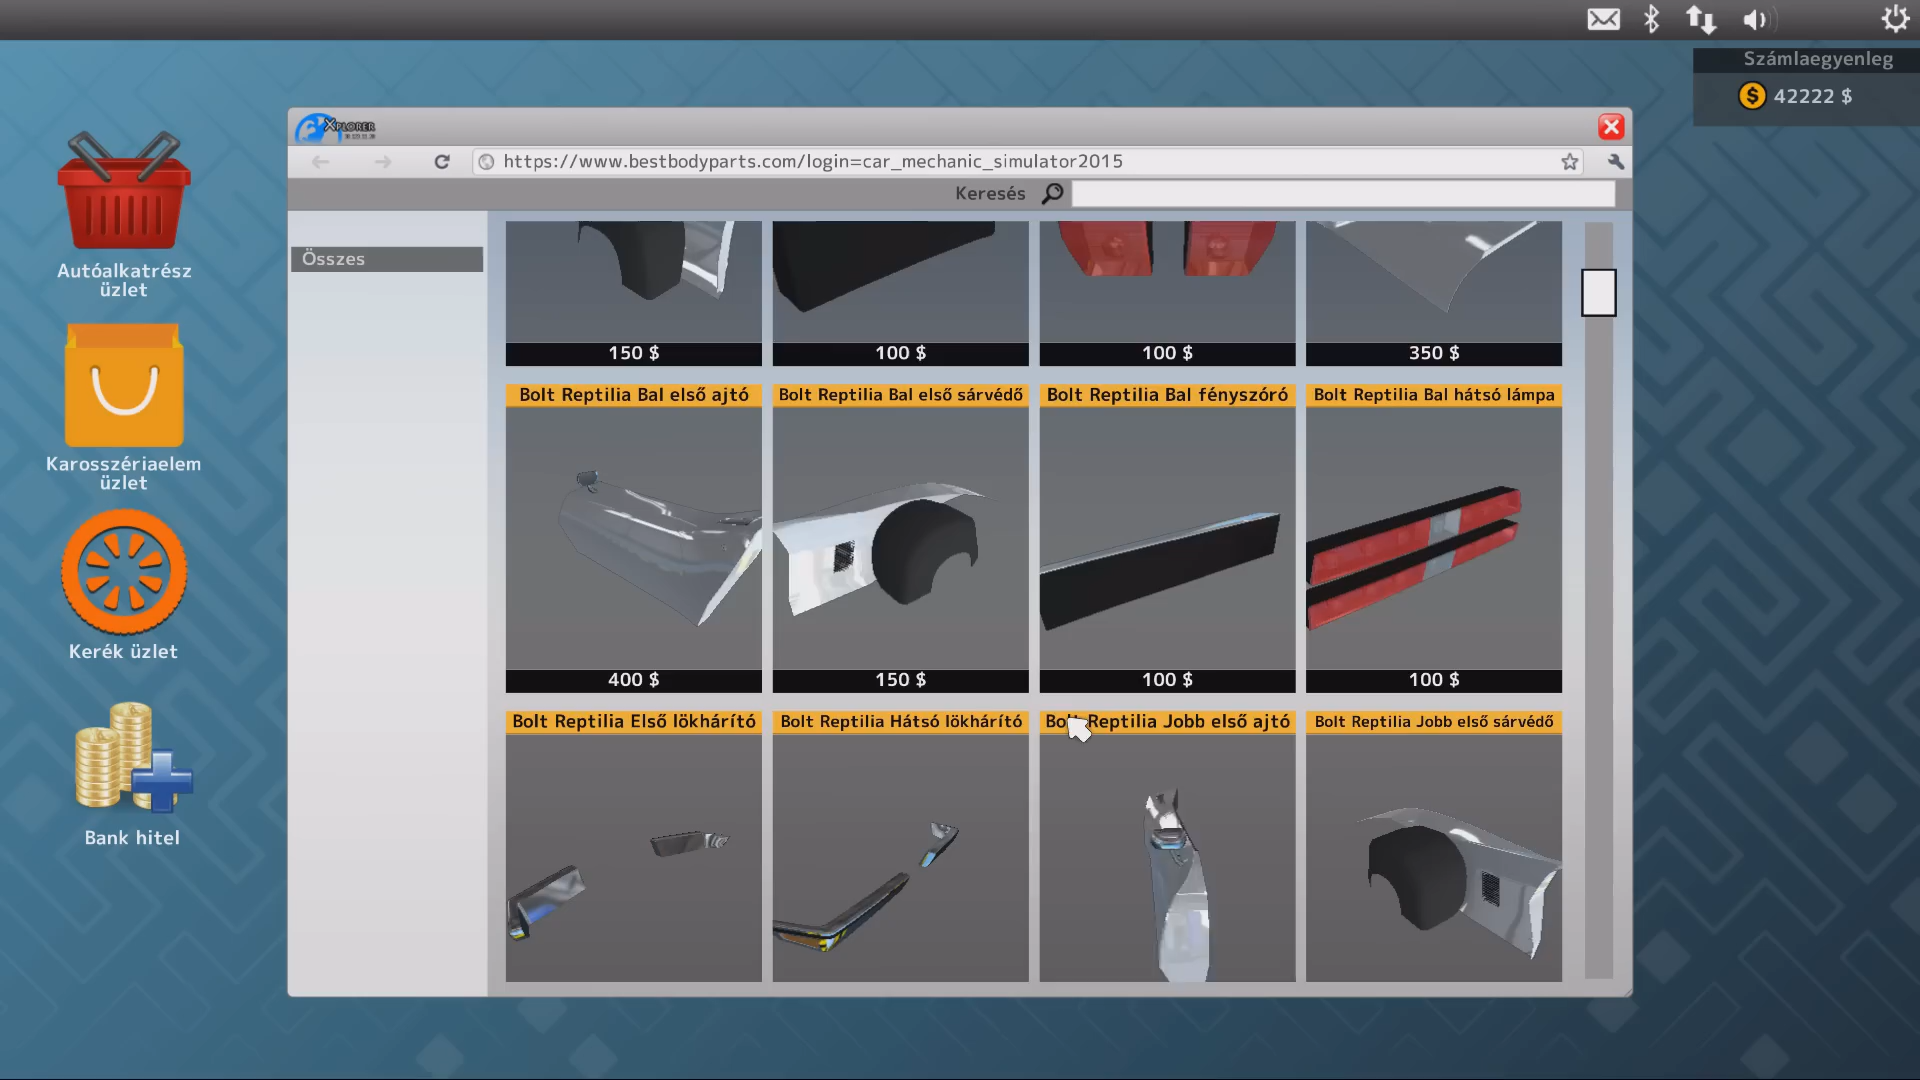 Számlaegyenleg
42222 $
XPLORER
https://www.bestbodyparts.com/login=car_mechanic_simulator2015
Keresés
Összes
Autóalkatrész
üzlet
Karosszériaelem
üzlet
Kerék üzlet
Bank hitel
150 $
100 $
100 $
350 $
Bolt Reptilia Bal első ajtó
Bolt Reptilia Bal első sárvédő
Bolt Reptilia Bal fényszóró
Bolt Reptilia Bal hátsó lámpa
400 $
150 $
100 $
100 $
Bolt Reptilia Első lökhárító
Bolt Reptilia Hátsó lökhárító
Bolt Reptilia Jobb első ajtó
Bolt Reptilia Jobb első sárvédő